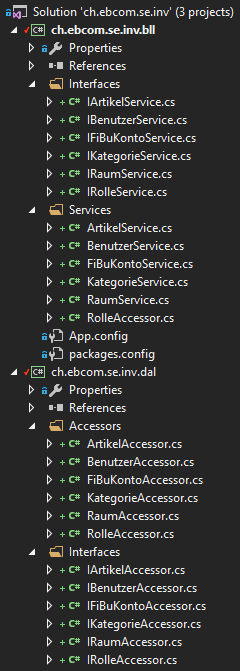 Solution 'ch.ebcom.se.inv' (3 projects)
C# ch.ebcom.se.inv.bll
Properties
References
Interfaces
C# IArtikelService.cs
C# IBenutzerService.cs
C# IFiBuKontoService.cs
C# IKategorieService.cs
C# IRaumService.cs
C# IRolleService.cs
Services
C# ArtikelService.cs
C# BenutzerService.cs
C# FiBuKontoService.cs
C# KategorieService.cs
C# RaumService.cs
C# RolleAccessor.cs
App.config
packages.config
C# ch.ebcom.se.inv.dal
Properties
References
Accessors
C# ArtikelAccessor.cs
C# BenutzerAccessor.cs
C# FiBuKontoAccessor.cs
C# KategorieAccessor.cs
C# RaumAccessor.cs
C# RolleAccessor.cs
Interfaces
C# IArtikelAccessor.cs
C# IBenutzerAccessor.cs
C# IFiBuKontoAccessor.cs
C# IKategorieAccessor.cs
C# IRaumAccessor.cs
C# IRolleAccessor.cs